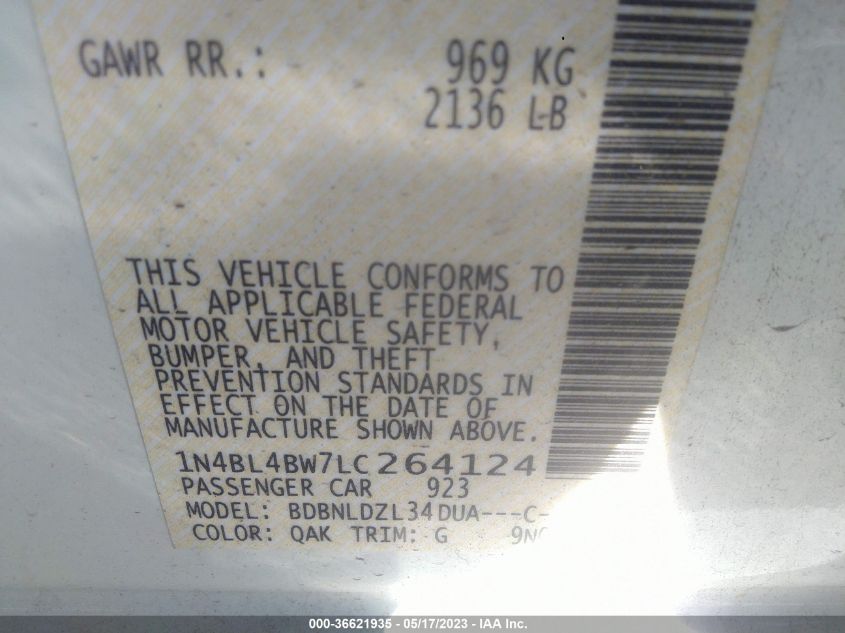 GAWR RR.: 969 KG
2136 LB
THIS VEHICLE CONFORMS TO
ALL APPLICABLE FEDERAL
MOTOR VEHICLE SAFETY,
BUMPER, AND THEFT
PREVENTION STANDARDS IN
EFFECT ON THE DATE OF
MANUFACTURE SHOWN ABOVE.
1N4BL4BW7LC264124
PASSENGER CAR 923
MODEL: BDBNLDZL34DUA---C-
COLOR: QAK TRIM: G
000-36621935 - 05/17/2023 - IAA Inc.